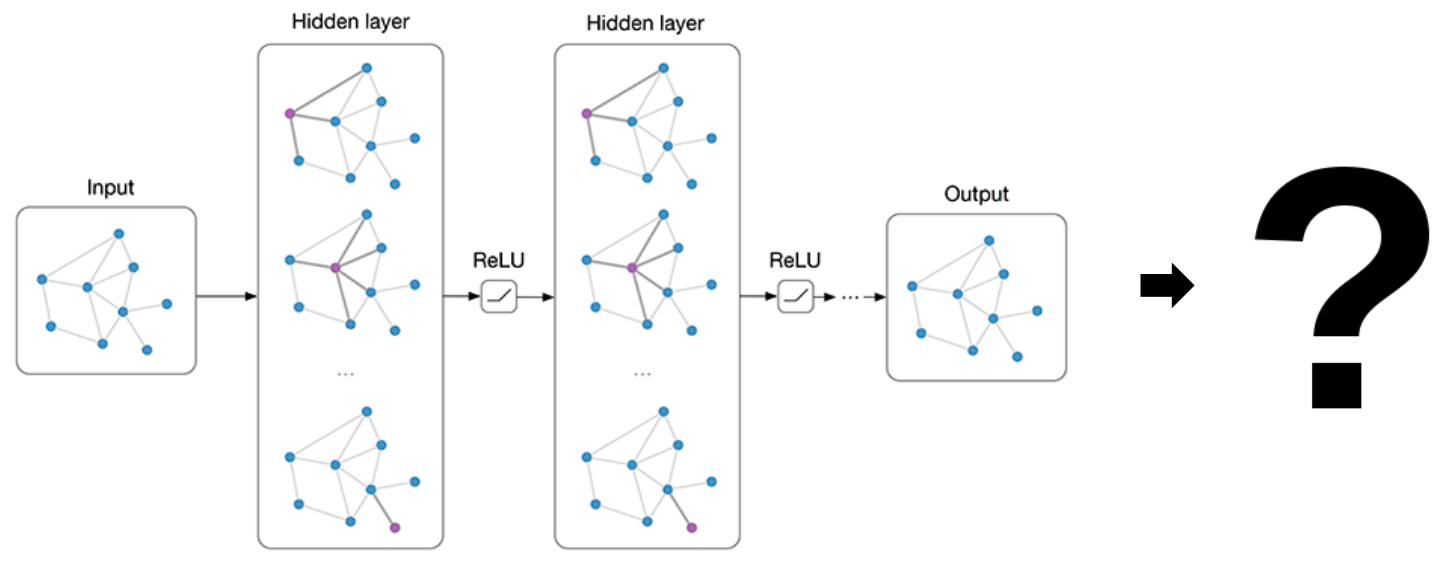 Hidden layer
Hidden layer
Input
Output
ReLU
ReLU
...
...
...
?